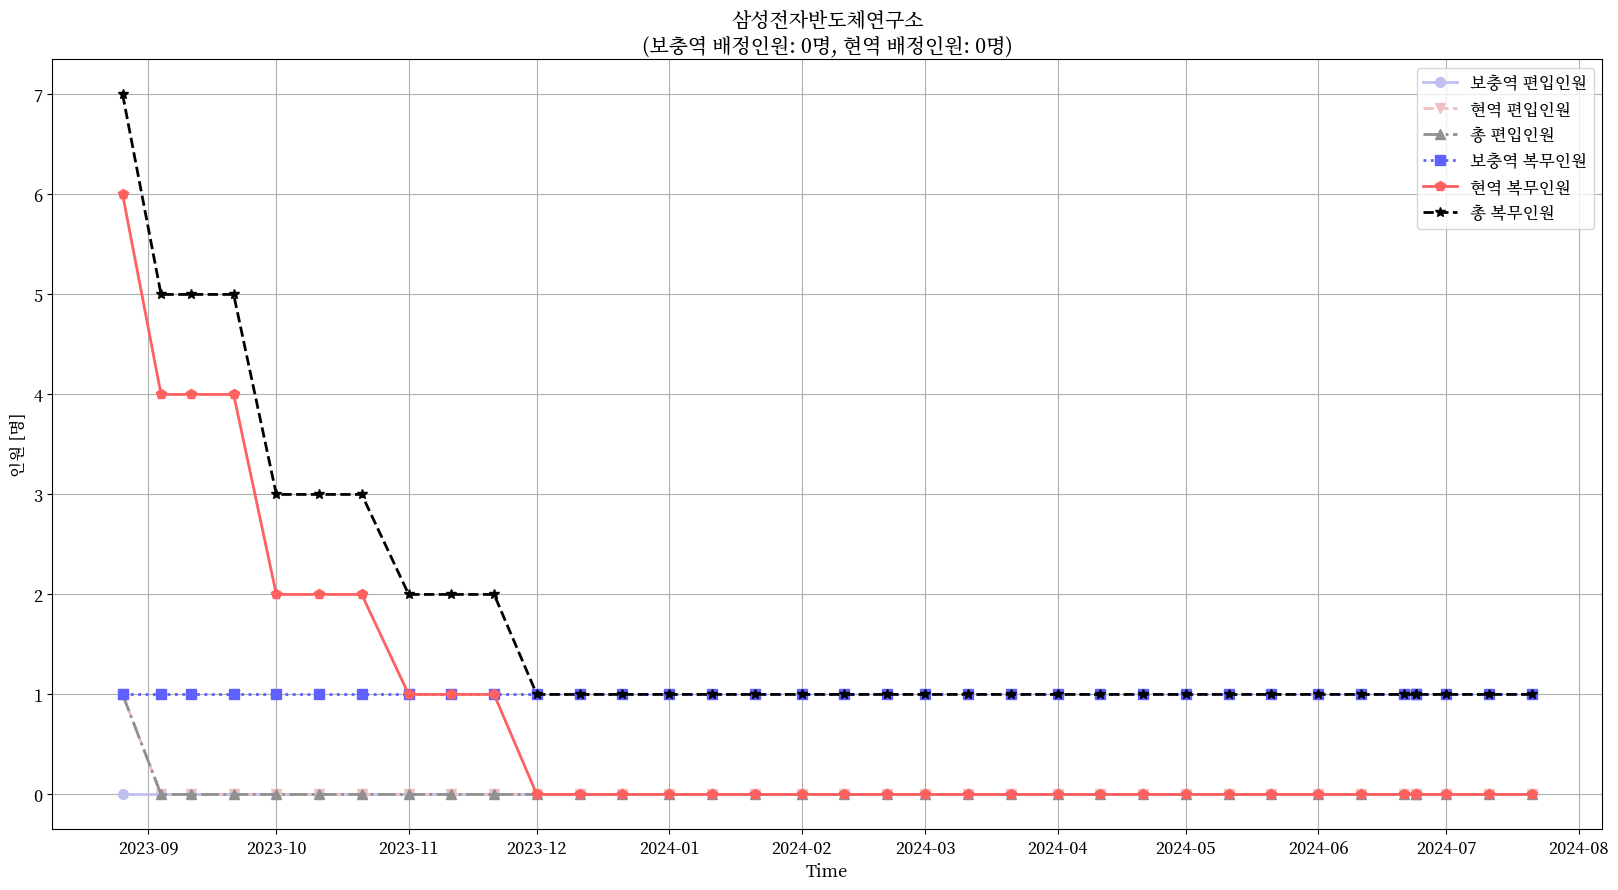 삼성전자반도체연구소
(보충역 배정인원: 0명, 현역 배정인원: 0명)
보충역 편입인원
현역 편입인원
총 편입인원
보충역 복무인원
현역 복무인원
총 복무인원
인원 [명]
7
6
5
4
3
2
1
0
2023-09 2023-10 2023-11 2023-12 2024-01 2024-02 2024-03 2024-04 2024-05 2024-06 2024-07 2024-08
Time